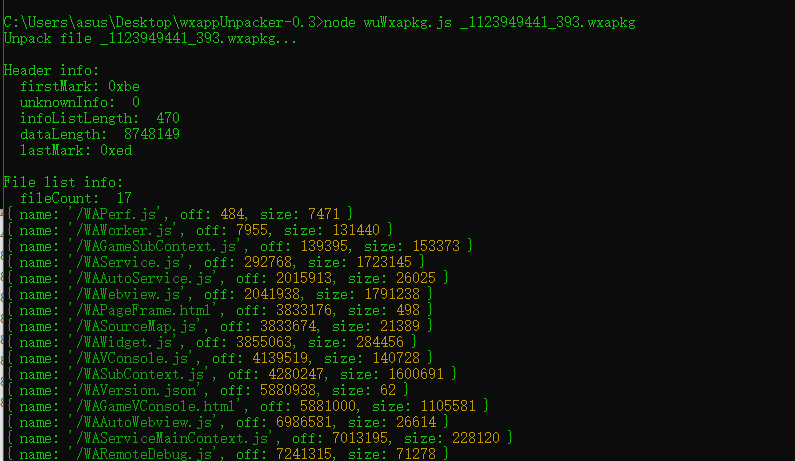 C:\Users\asus\Desktop\wxappUnpacker-0.3>node wuWxapkg.js _1123949441_393.wxapkg
Unpack file _1123949441_393.wxapkg...
Header info:
firstMark: 0xbe
unknownInfo: 0
infoListLength: 470
dataLength: 8748149
lastMark: 0xed
File list info:
fileCount: 17
{ name: '/WAPerf.js', off: 484, size: 7471 }
{ name: '/WAWorker.js', off: 7955, size: 131440 }
{ name: '/WAGameSubContext.js', off: 139395, size: 153373 }
{ name: '/WAService.js', off: 292768, size: 1723145 }
{ name: '/WAAutoService.js', off: 2015913, size: 26025 }
{ name: '/WAWebview.js', off: 2041938, size: 1791238 }
{ name: '/WAPageFrame.html', off: 3833176, size: 498 }
{ name: '/WASourceMap.js', off: 3833674, size: 21389 }
{ name: '/WAWidget.js', off: 3855063, size: 284456 }
{ name: '/WAVConsole.js', off: 4139519, size: 140728 }
{ name: '/WASubContext.js', off: 4280247, size: 1600691 }
{ name: '/WAVersion.json', off: 5880938, size: 62 }
{ name: '/WAGameVConsole.html', off: 5881000, size: 1105581 }
{ name: '/WAAutoWebview.js', off: 6986581, size: 26614 }
{ name: '/WAServiceMainContext.js', off: 7013195, size: 228120 }
{ name: '/WARemoteDebug.js', off: 7241315, size: 71278 }